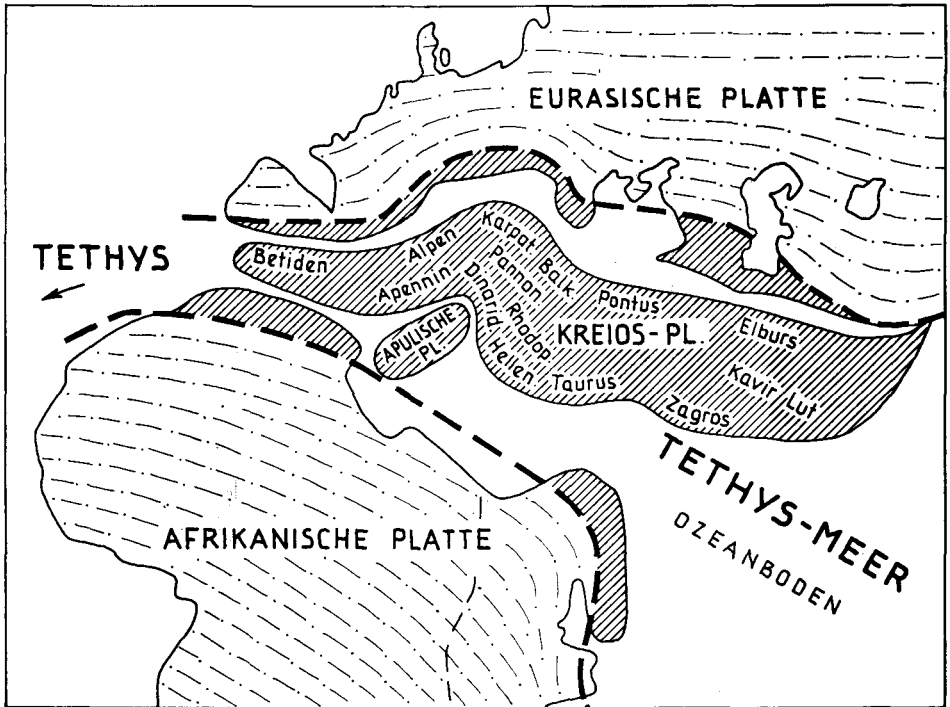 EURASISCHE PLATTE
TETHYS
Betiden
Alpen
Karpat
Balk.
Pannon
Apennin
Dinarid.
Rhodop
Hellen
Pontus
KREIOS-PL.
Elburs
APULISCHE
PL.
Taurus
Kavir Lut
Zagros
TETHYS-MEER
OZEANBODEN
AFRIKANISCHE PLATTE